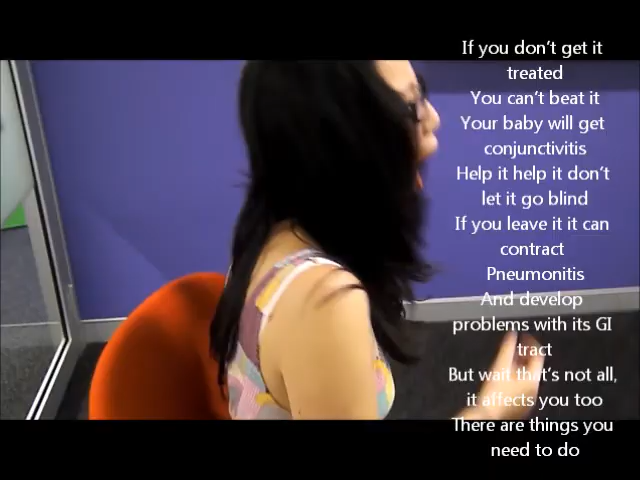 If you don't get it
treated
You can't beat it
Your baby will get
conjunctivitis
Help it help it don't
let it go blind
If you leave it it can
contract
Pneumonitis
And develop
problems with its GI
tract
But wait that's not all,
it affects you too
There are things you
need to do